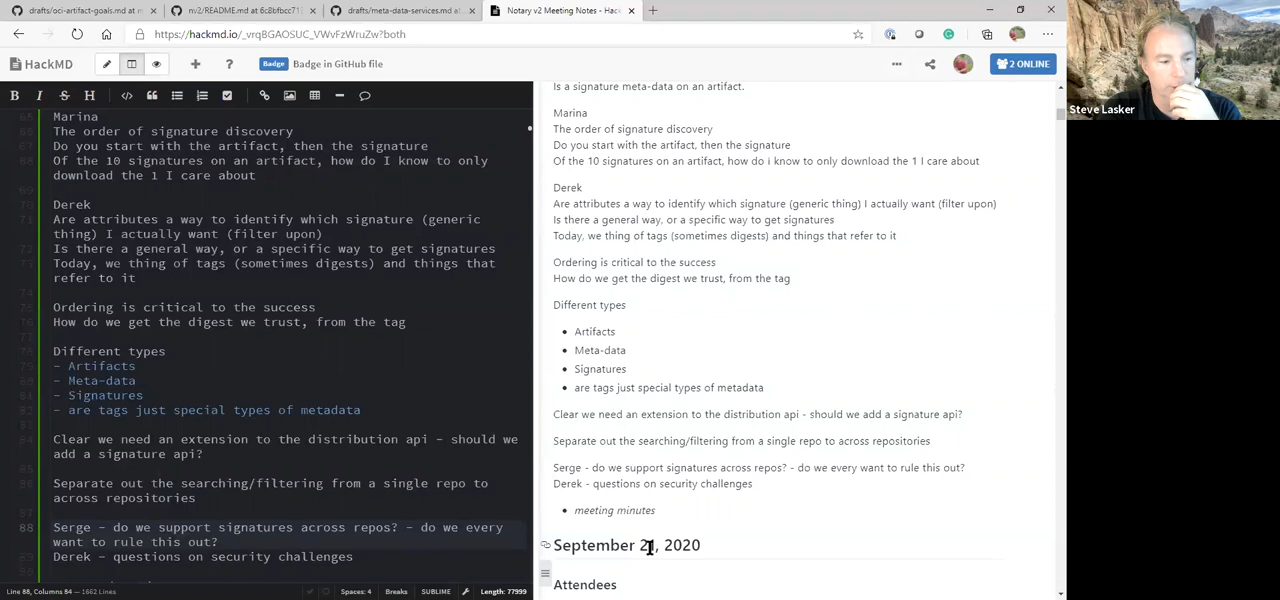 drafts/oci-artifact-goals.md at m
nv2/README.md at 6c8bfbcc71
drafts/meta-data-services.md at
Notary v2 Meeting Notes - Hac
https://hackmd.io/_vrqBGAOSUC_VWvFzWruZw?both
HackMD
Badge
Badge in GitHub file
2 ONLINE
Steve Lasker
Marina
The order of signature discovery
Do you start with the artifact, then the signature
Of the 10 signatures on an artifact, how do I know to only
download the 1 I care about
Derek
Are attributes a way to identify which signature (generic
thing) I actually want (filter upon)
Is there a general way, or a specific way to get signatures
Today, we thing of tags (sometimes digests) and things that
refer to it
Ordering is critical to the success
How do we get the digest we trust, from the tag
Different types
- Artifacts
- Meta-data
- Signatures
- are tags just special types of metadata
Clear we need an extension to the distribution api - should we
add a signature api?
Separate out the searching/filtering from a single repo to
across repositories
88 Serge - do we support signatures across repos? - do we every
want to rule this out?
Derek - questions on security challenges
Line 88, Columns 84 — 1662 Lines
Spaces: 4
Breaks
SUBLIME
Length: 77999
Is a signature meta-data on an artifact.
Marina
The order of signature discovery
Do you start with the artifact, then the signature
Of the 10 signatures on an artifact, how do i know to only download the 1 I care about
Derek
Are attributes a way to identify which signature (generic thing) I actually want (filter upon)
Is there a general way, or a specific way to get signatures
Today, we thing of tags (sometimes digests) and things that refer to it
Ordering is critical to the success
How do we get the digest we trust, from the tag
Different types
• Artifacts
• Meta-data
• Signatures
• are tags just special types of metadata
Clear we need an extension to the distribution api - should we add a signature api?
Separate out the searching/filtering from a single repo to across repositories
Serge - do we support signatures across repos? - do we every want to rule this out?
Derek - questions on security challenges
• meeting minutes
September 21, 2020
Attendees